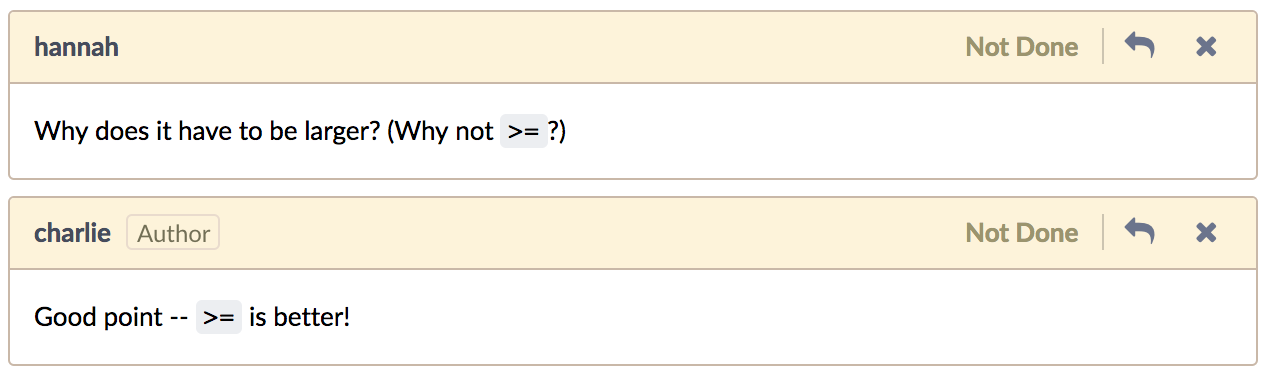 hannah Not Done
Why does it have to be larger? (Why not >= ?)
charlie Author Not Done
Good point -- >= is better!